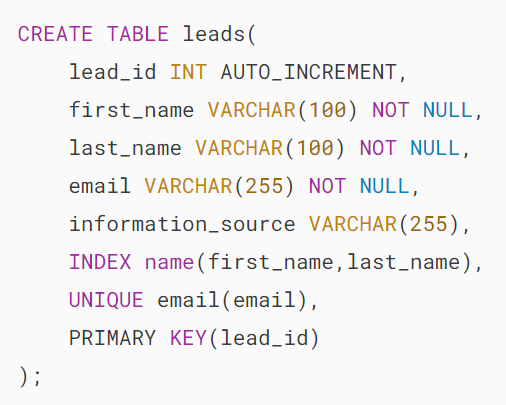 CREATE TABLE leads(
    lead_id INT AUTO_INCREMENT,
    first_name VARCHAR(100) NOT NULL,
    last_name VARCHAR(100) NOT NULL,
    email VARCHAR(255) NOT NULL,
    information_source VARCHAR(255),
    INDEX name(first_name,last_name),
    UNIQUE email(email),
    PRIMARY KEY(lead_id)
);